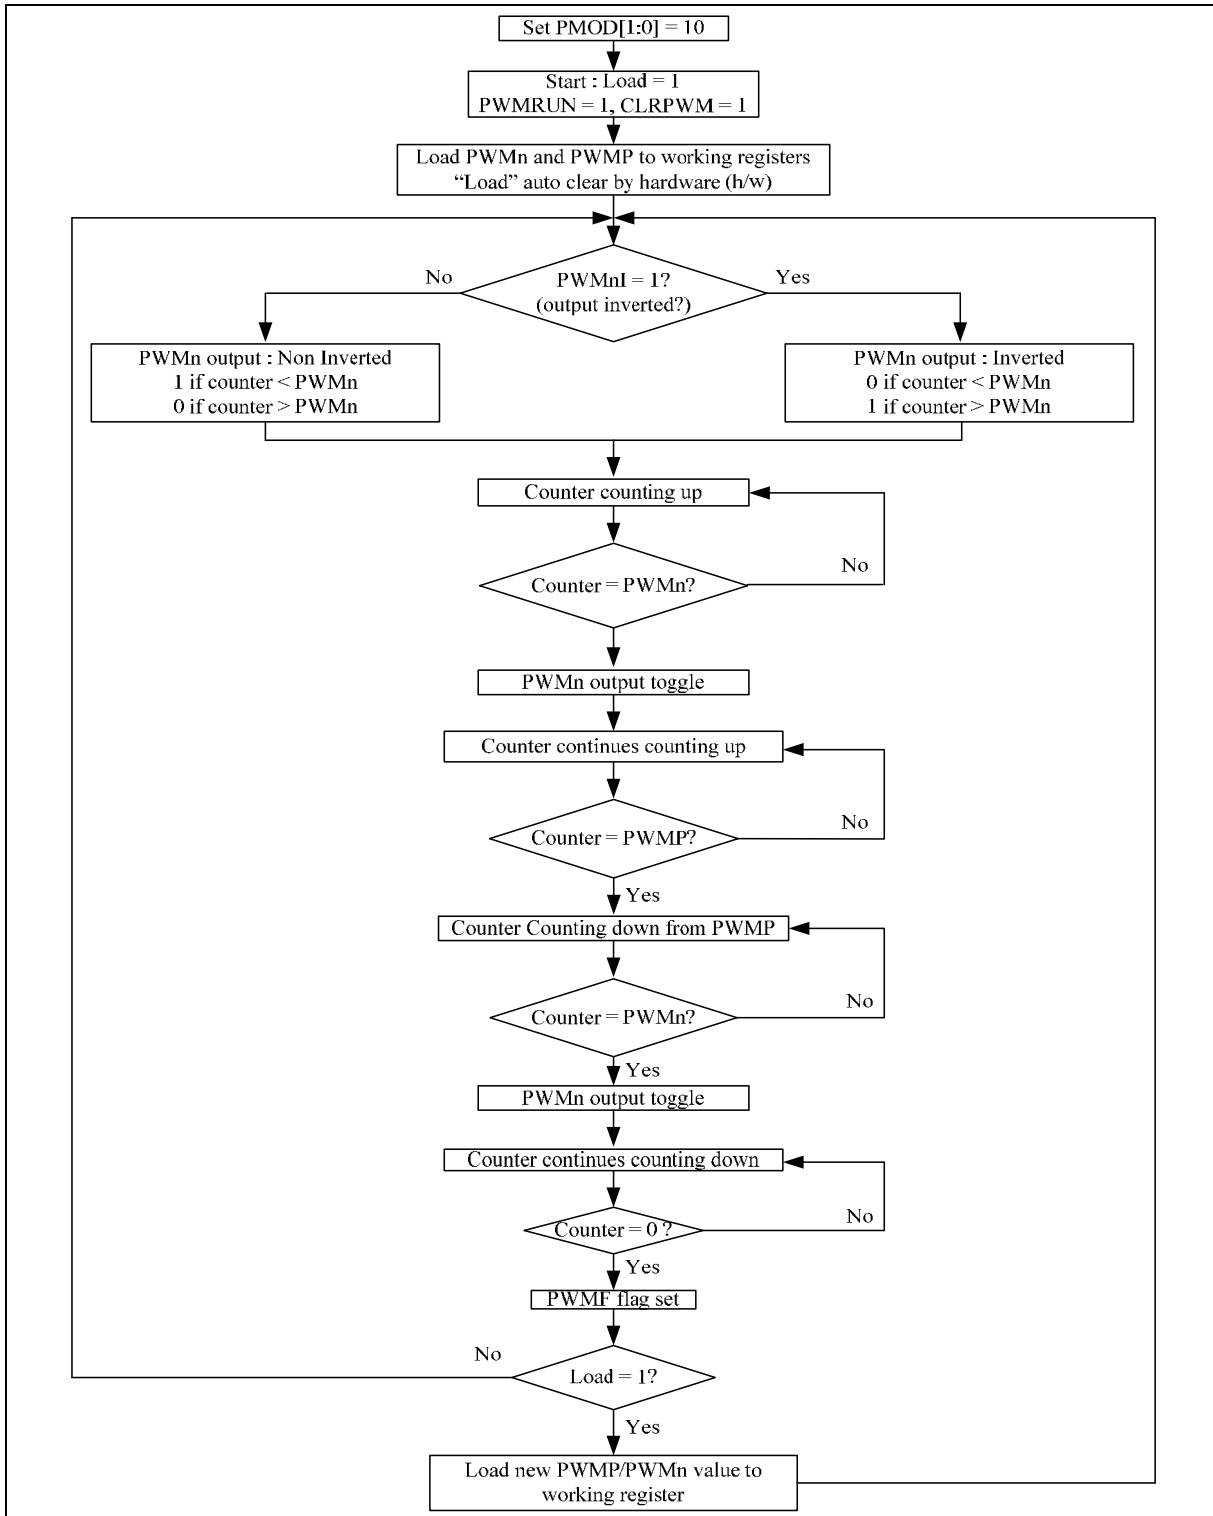 Set PMOD[1:0] = 10
Start : Load = 1
PWMRUN = 1, CLRPWM = 1
Load PWMn and PWMP to working registers
“Load” auto clear by hardware (h/w)
No
PWMnI = 1?
(output inverted?)
Yes
PWMn output : Non Inverted
1 if counter < PWMn
0 if counter > PWMn
PWMn output : Inverted
0 if counter < PWMn
1 if counter > PWMn
Counter counting up
Counter = PWMn?
No
PWMn output toggle
Counter continues counting up
Counter = PWMP?
No
Yes
Counter Counting down from PWMP
Counter = PWMn?
No
Yes
PWMn output toggle
Counter continues counting down
Counter = 0 ?
No
Yes
PWMF flag set
No
Load = 1?
Yes
Load new PWMP/PWMn value to
working register